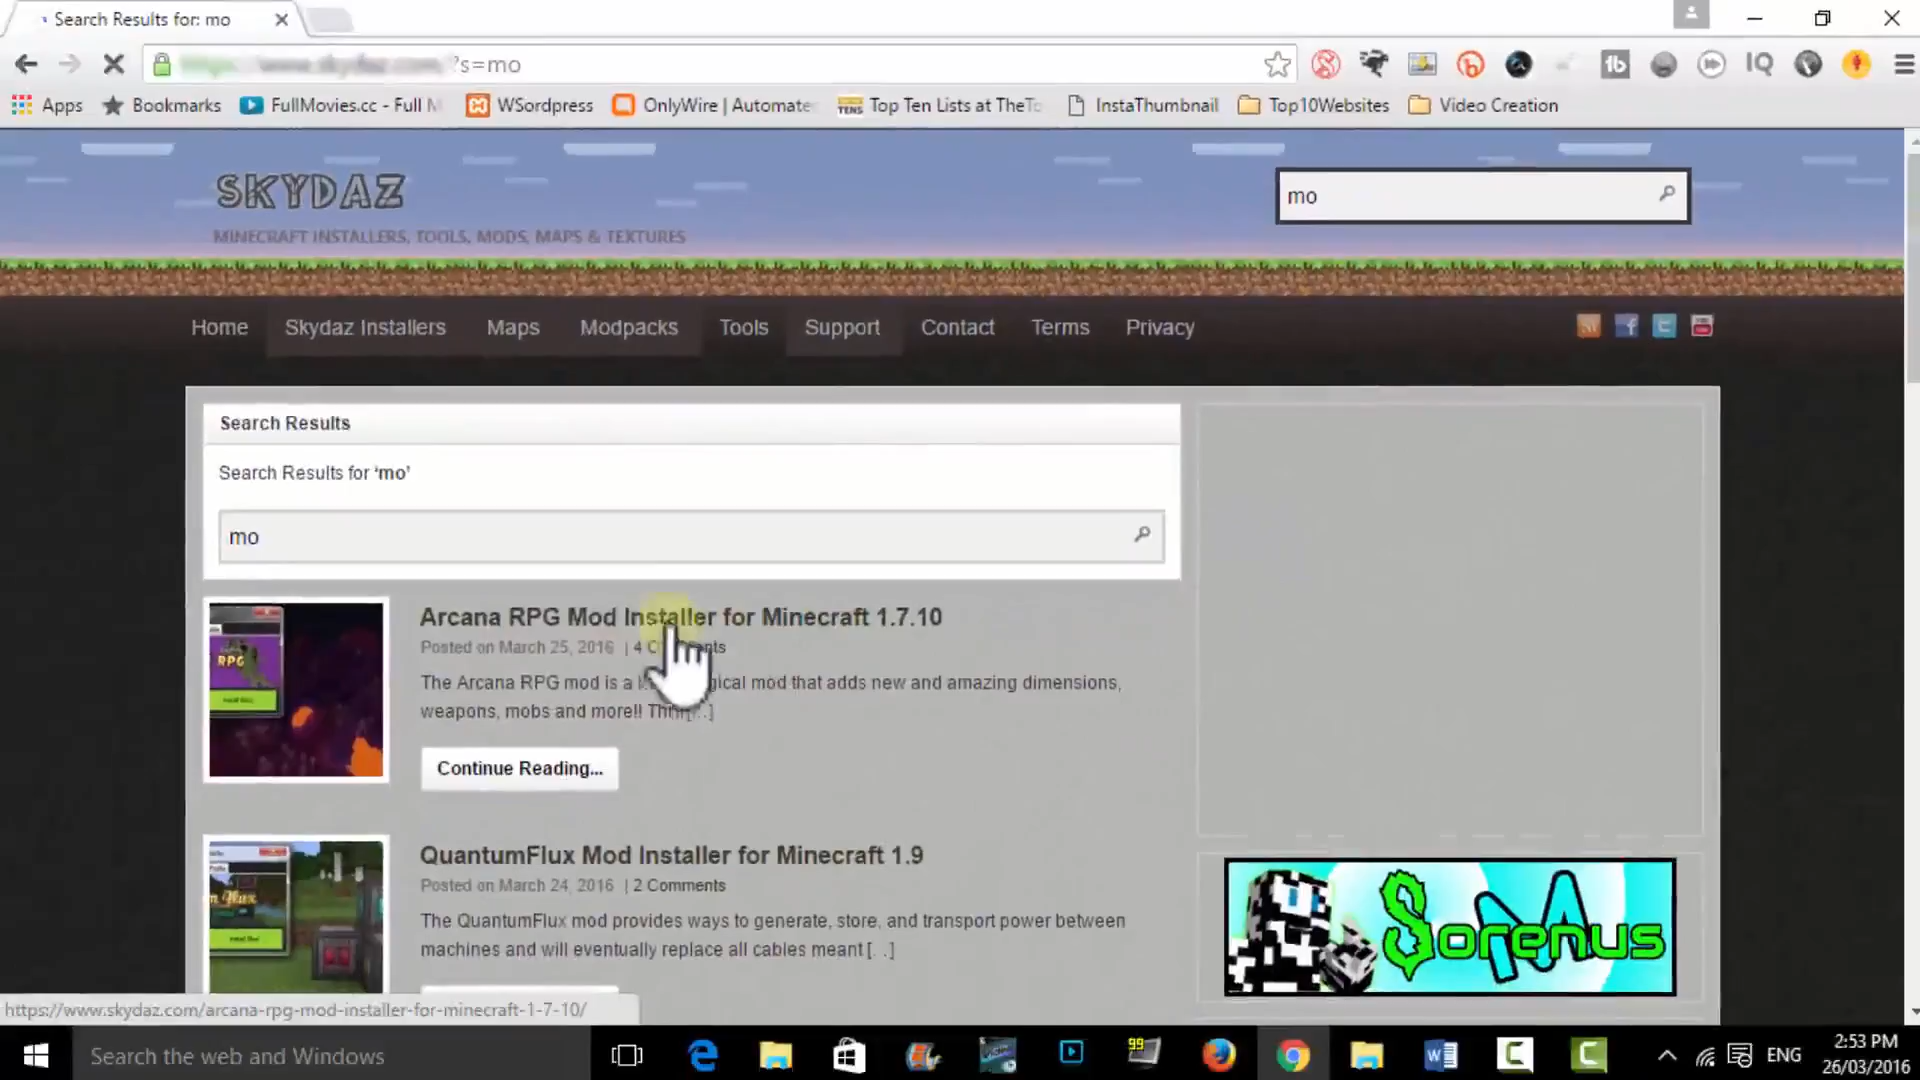 Search Results for: mo
?s=mo
Apps Bookmarks FullMovies.cc - Full M WSordpress OnlyWire | Automate Top Ten Lists at TheTo InstaThumbnail Top10Websites Video Creation
SKYDAZ
MINECRAFT INSTALLERS, TOOLS, MODS, MAPS & TEXTURES
mo
Home Skydaz Installers Maps Modpacks Tools Support Contact Terms Privacy
Search Results
Search Results for ‘mo’
mo
Arcana RPG Mod Installer for Minecraft 1.7.10
Posted on March 25, 2016 | 4
The Arcana RPG mod is a mod that adds new and amazing dimensions,
weapons, mobs and more!! [...]
Continue Reading...
QuantumFlux Mod Installer for Minecraft 1.9
Posted on March 24, 2016 | 2 Comments
The QuantumFlux mod provides ways to generate, store, and transport power between
machines and will eventually replace all cables meant [...]
Sorenus
https://www.skydaz.com/arcana-rpg-mod-installer-for-minecraft-1-7-10/
Search the web and Windows
99
ENG
2:53 PM
26/03/2016